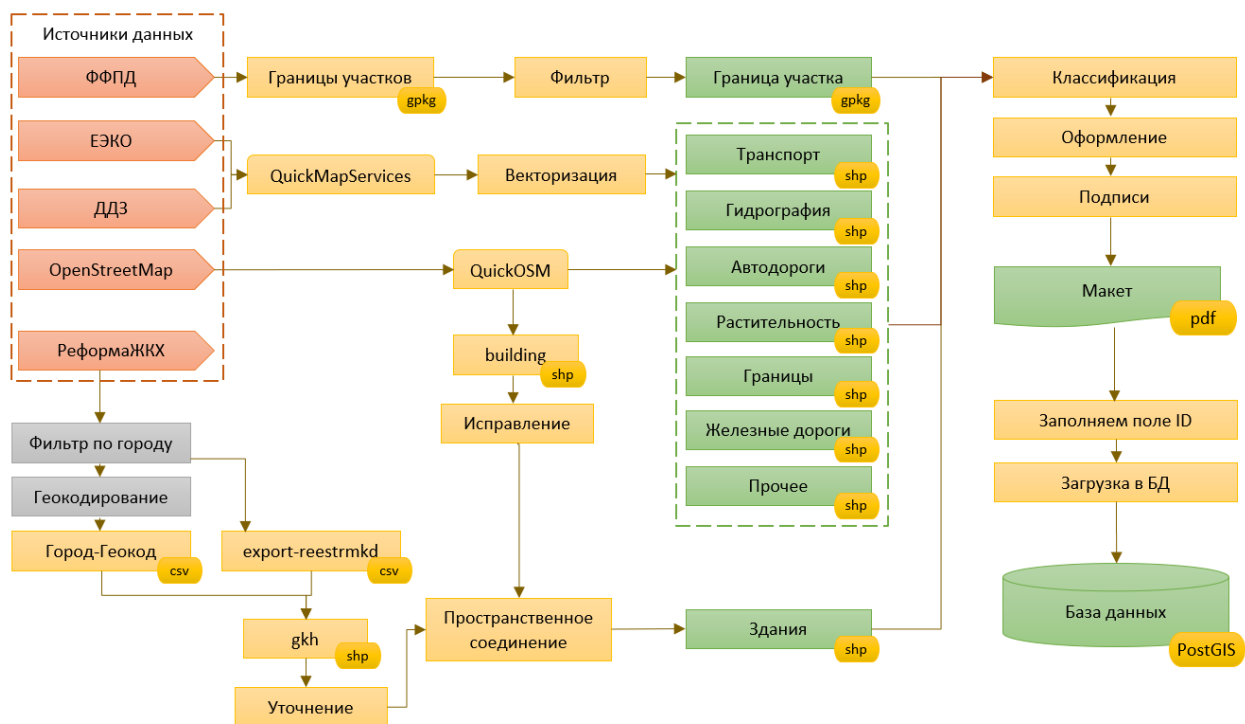 Источники данных
ФФПД
Границы участков
gpkg
Фильтр
Граница участка
gpkg
Классификация
ЕЭКО
ДДЗ
QuickMapServices
Векторизация
Транспорт
shp
Гидрография
shp
Автодороги
shp
Растительность
shp
Границы
shp
Железные дороги
shp
Прочее
shp
Оформление
Подписи
Макет
pdf
OpenStreetMap
QuickOSM
building
shp
Исправление
РеформаЖКХ
Фильтр по городу
Геокодирование
Город-Геокод
csv
export-reestrmkd
csv
gkh
shp
Уточнение
Пространственное
соединение
Здания
shp
Заполняем поле ID
Загрузка в БД
База данных
PostGIS